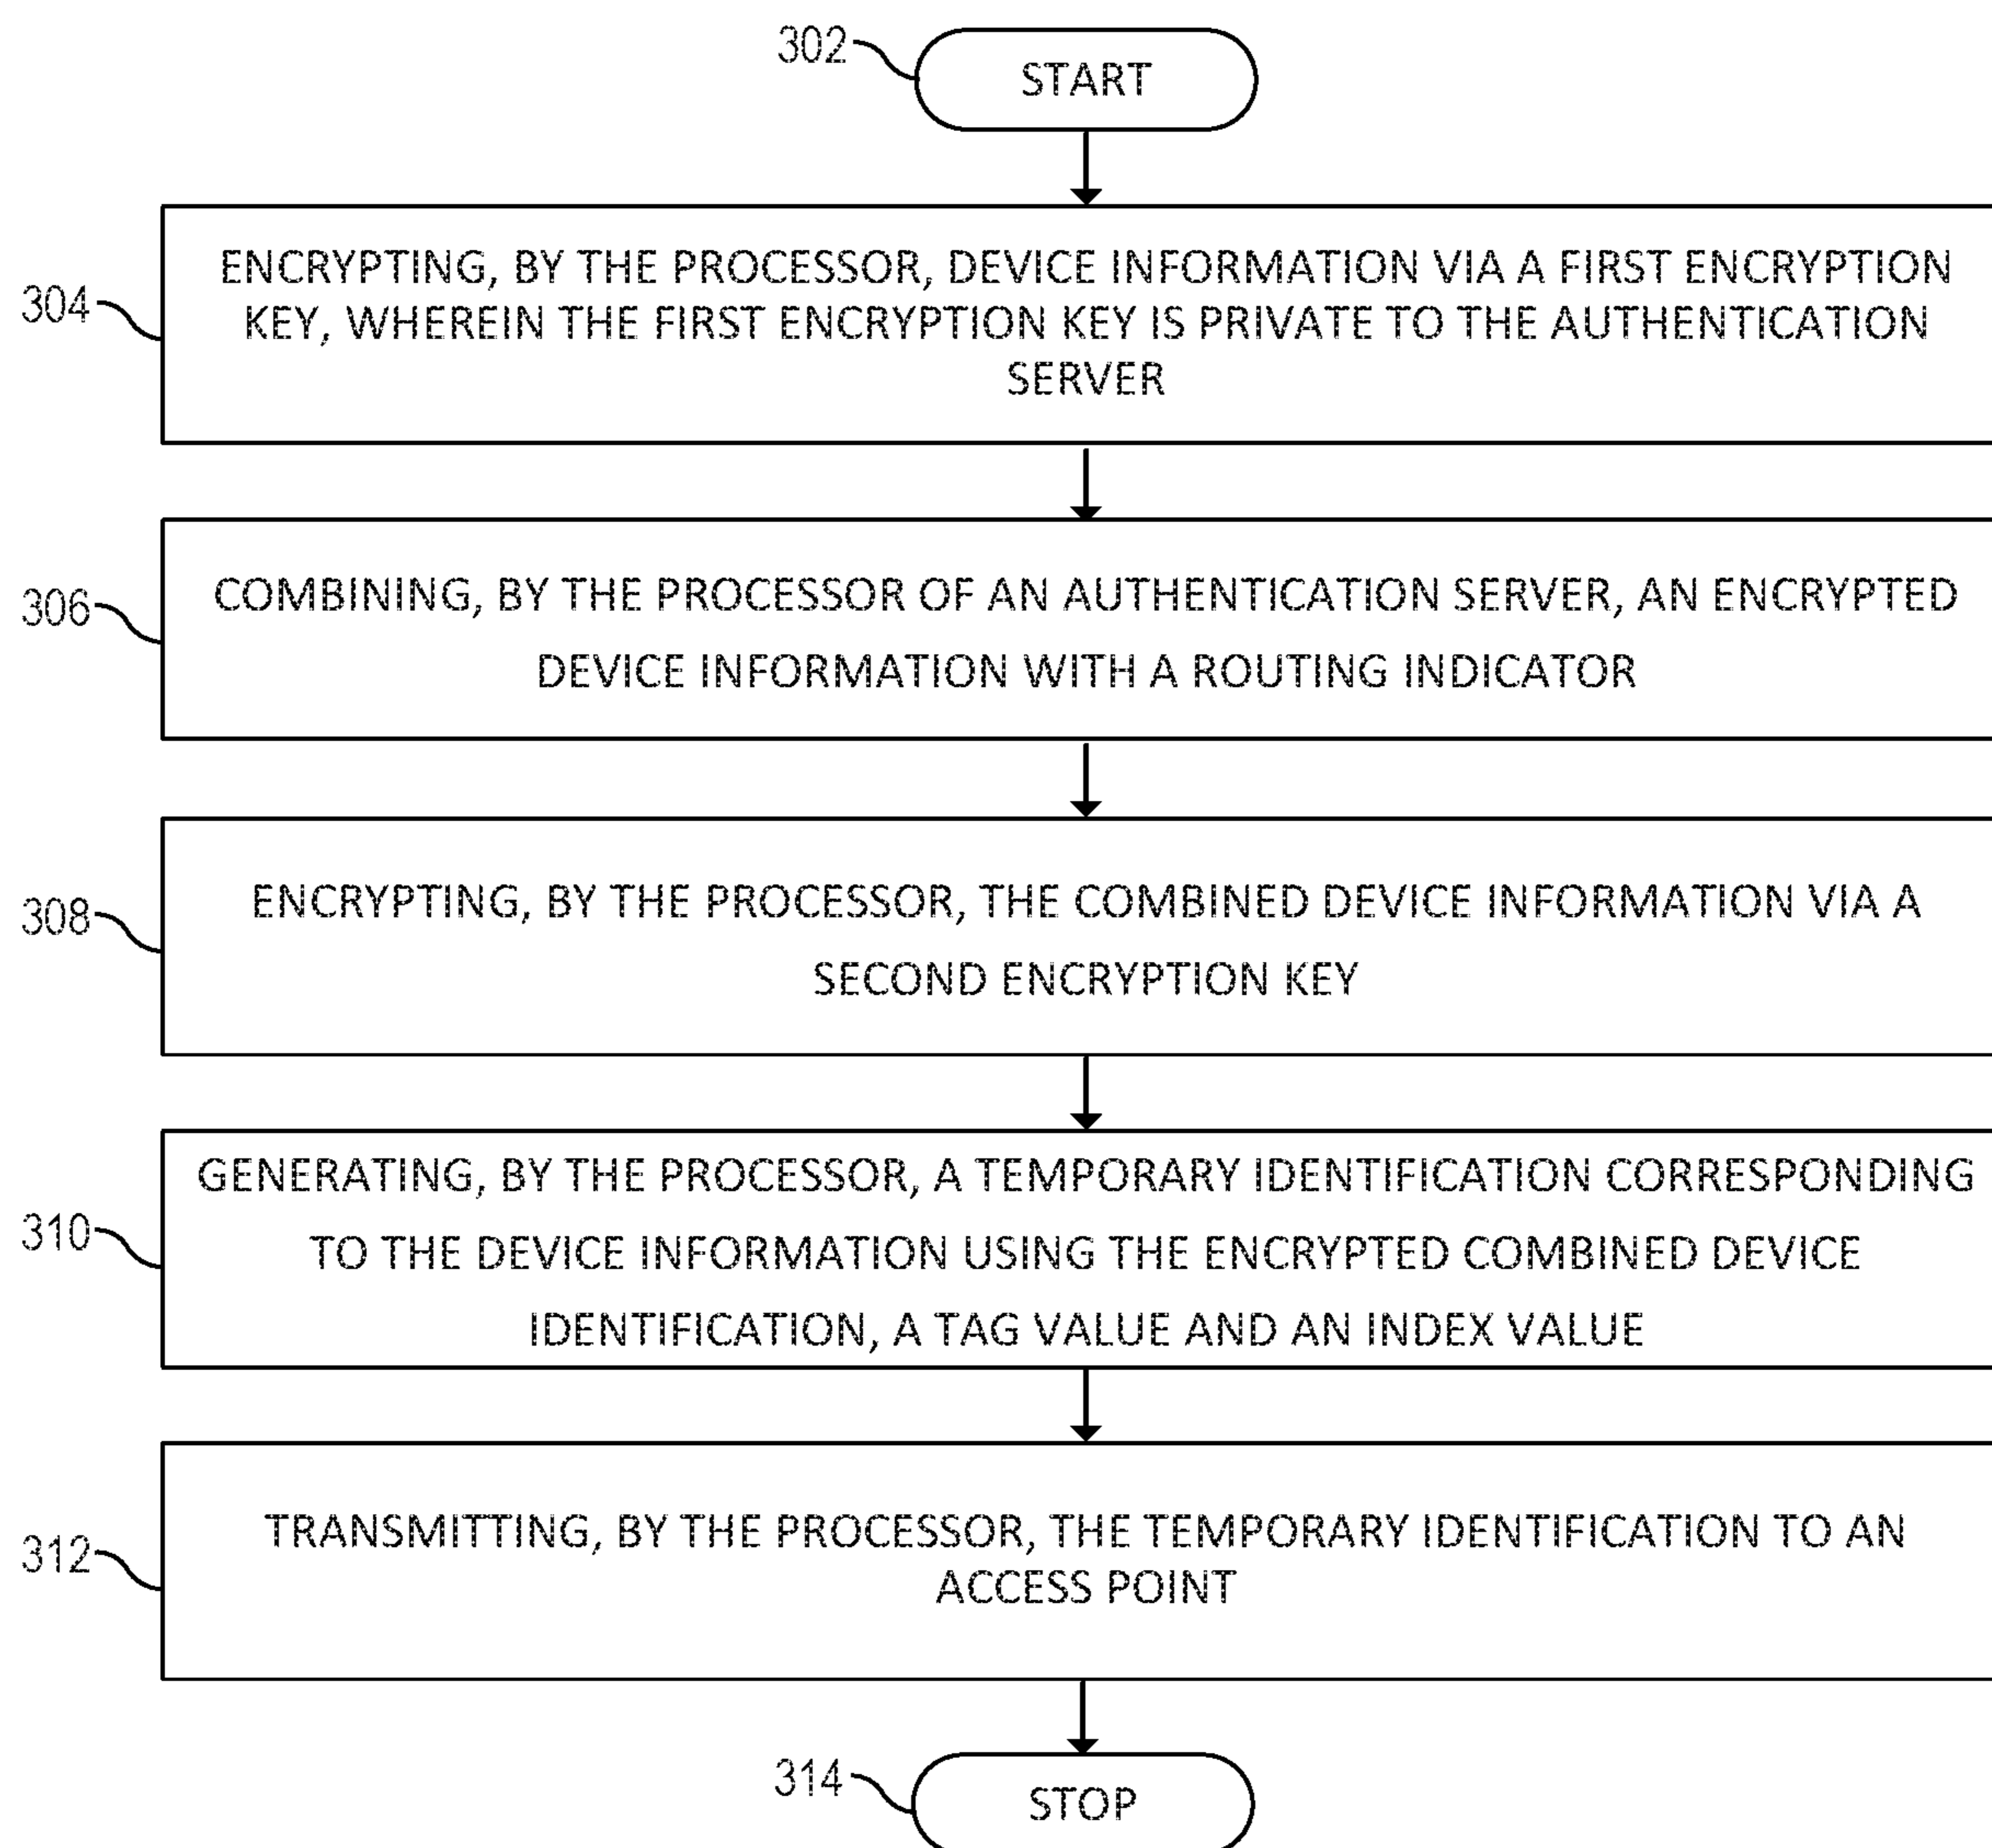 302
START
304
ENCRYPTING, BY THE PROCESSOR, DEVICE INFORMATION VIA A FIRST ENCRYPTION
KEY, WHEREIN THE FIRST ENCRYPTION KEY IS PRIVATE TO THE AUTHENTICATION
SERVER
306
COMBINING, BY THE PROCESSOR OF AN AUTHENTICATION SERVER, AN ENCRYPTED
DEVICE INFORMATION WITH A ROUTING INDICATOR
308
ENCRYPTING, BY THE PROCESSOR, THE COMBINED DEVICE INFORMATION VIA A
SECOND ENCRYPTION KEY
310
GENERATING, BY THE PROCESSOR, A TEMPORARY IDENTIFICATION CORRESPONDING
TO THE DEVICE INFORMATION USING THE ENCRYPTED COMBINED DEVICE
IDENTIFICATION, A TAG VALUE AND AN INDEX VALUE
312
TRANSMITTING, BY THE PROCESSOR, THE TEMPORARY IDENTIFICATION TO AN
ACCESS POINT
314
STOP